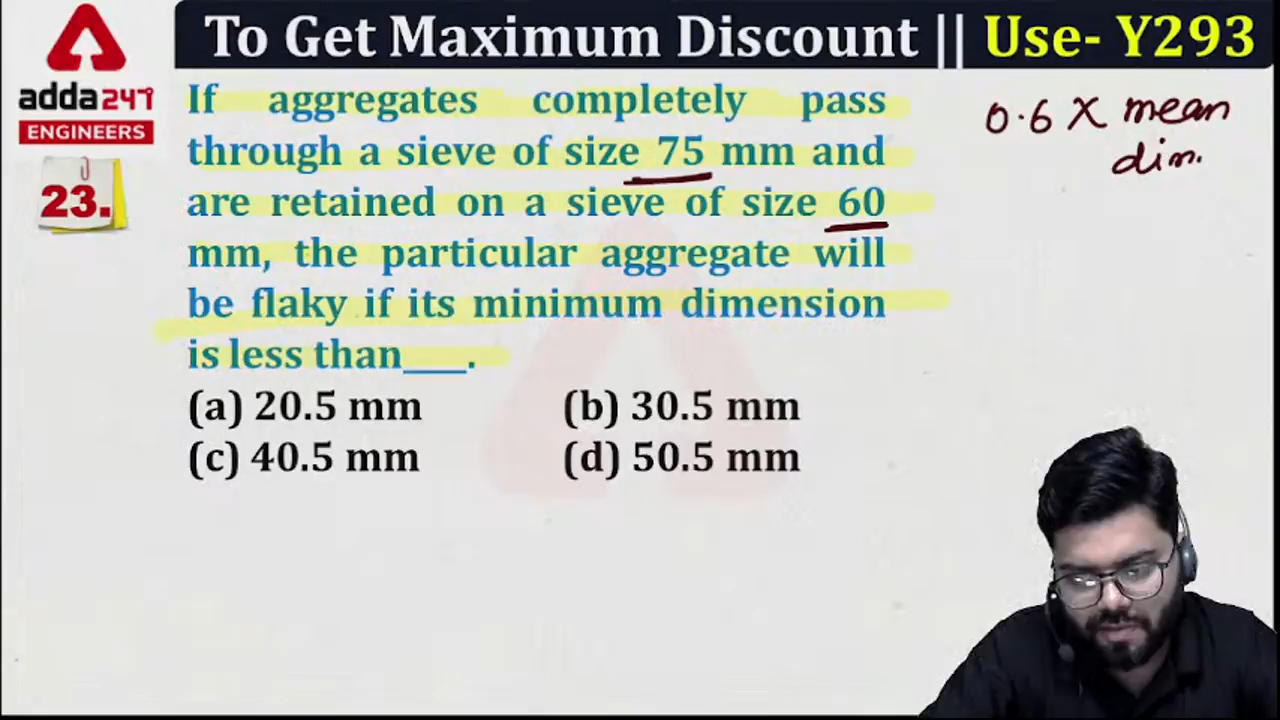 To Get Maximum Discount || Use- Y293
adda247
ENGINEERS
23.
If aggregates completely pass
through a sieve of size 75 mm and
are retained on a sieve of size 60
mm, the particular aggregate will
be flaky if its minimum dimension
is less than____.
(a) 20.5 mm (b) 30.5 mm
(c) 40.5 mm (d) 50.5 mm
0.6 X mean
dim.